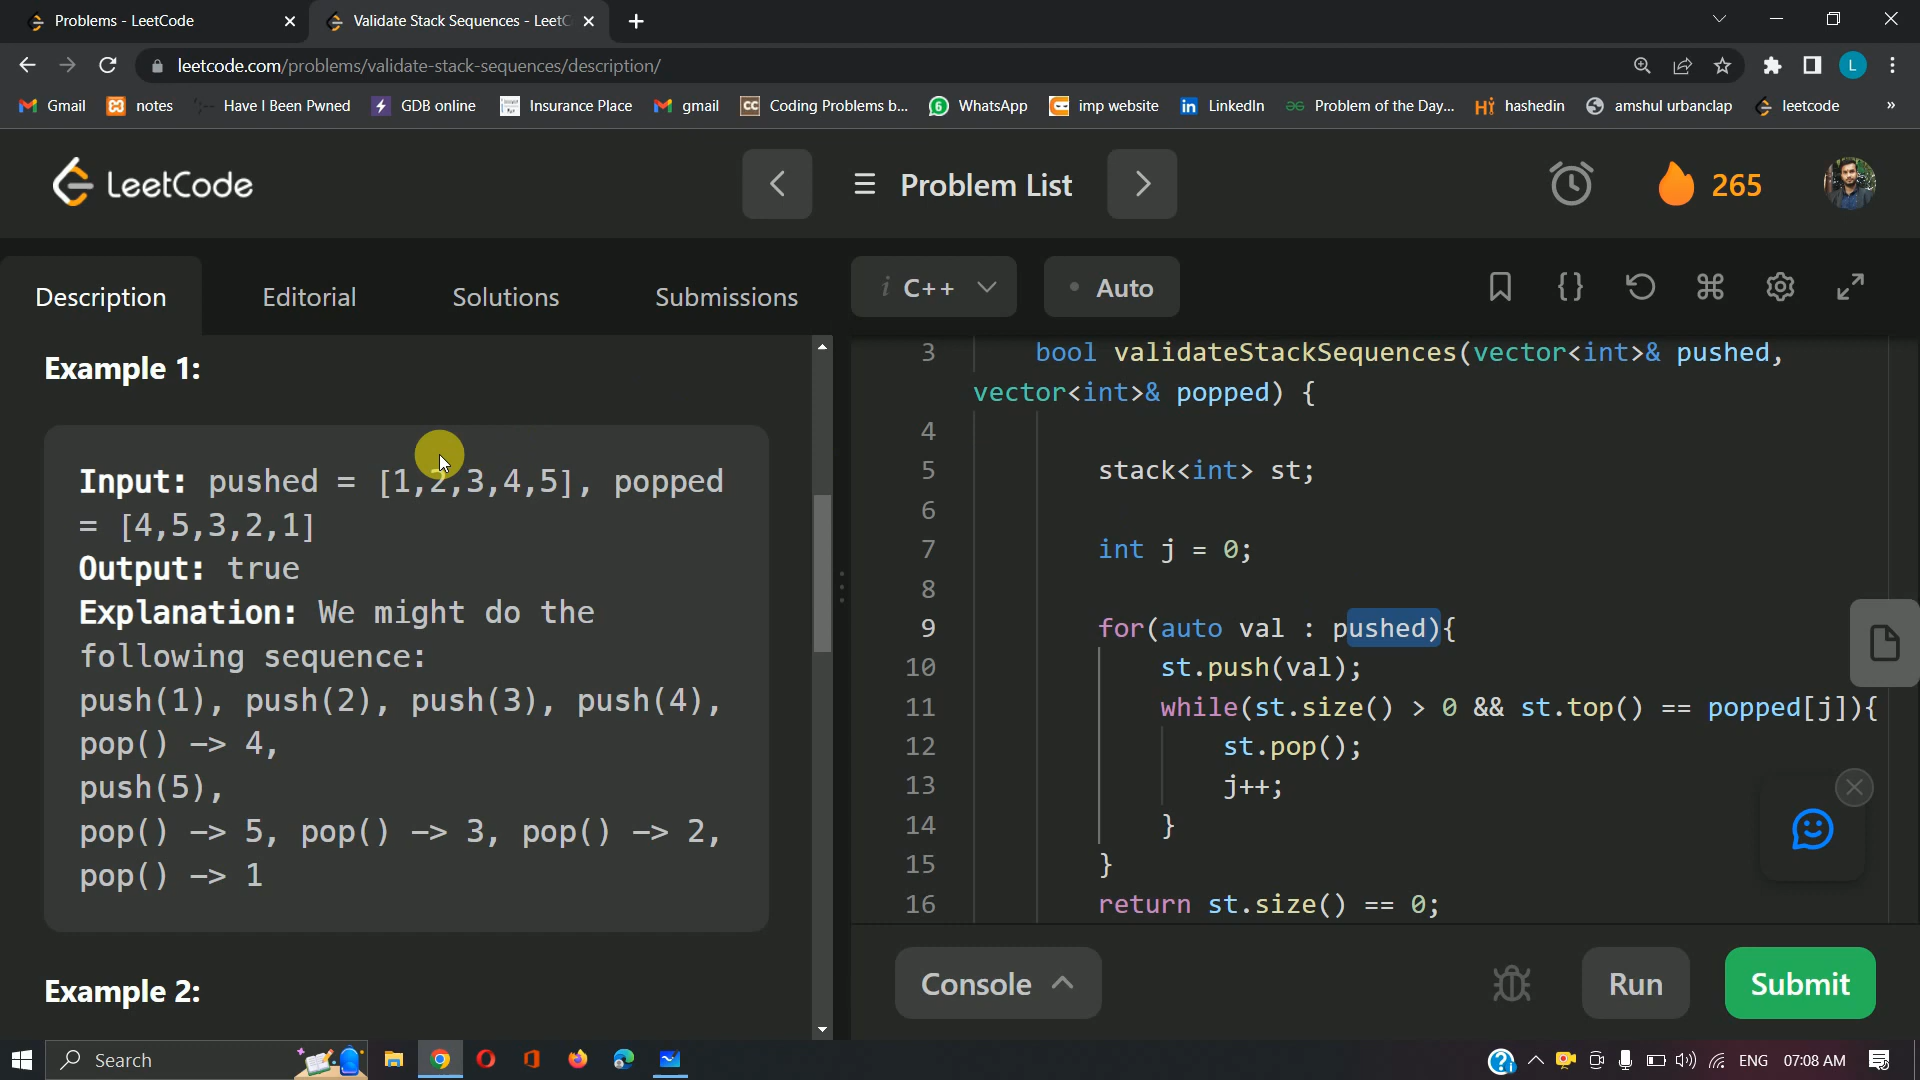 Problems - LeetCode
Validate Stack Sequences - LeetC
leetcode.com/problems/validate-stack-sequences/description/
L
Gmail
notes
Have I Been Pwned
GDB online
Insurance Place
gmail
CC Coding Problems b...
6 WhatsApp
imp website
in LinkedIn
Problem of the Day...
Hi hashedin
amshul urbanclap
leetcode
»
LeetCode
Problem List
265
Description
Editorial
Solutions
Submissions
i C++
Auto
Example 1:
Input: pushed = [1,2,3,4,5], popped
= [4,5,3,2,1]
Output: true
Explanation: We might do the
following sequence:
push(1), push(2), push(3), push(4),
pop() -> 4,
push(5),
pop() -> 5, pop() -> 3, pop() -> 2,
pop() -> 1
Example 2:
3 bool validateStackSequences(vector<int>& pushed,
vector<int>& popped) {
4
5 stack<int> st;
6
7 int j = 0;
8
9 for(auto val : pushed){
10 st.push(val);
11 while(st.size() > 0 && st.top() == popped[j]){
12 st.pop();
13 j++;
14 }
15 }
16 return st.size() == 0;
Console
Run
Submit
Search
ENG
07:08 AM